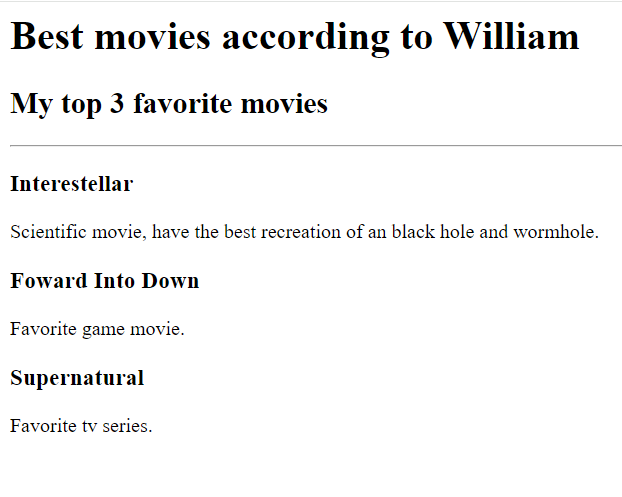 Best movies according to William
My top 3 favorite movies
Interestellar
Scientific movie, have the best recreation of an black hole and wormhole.
Foward Into Down
Favorite game movie.
Supernatural
Favorite tv series.